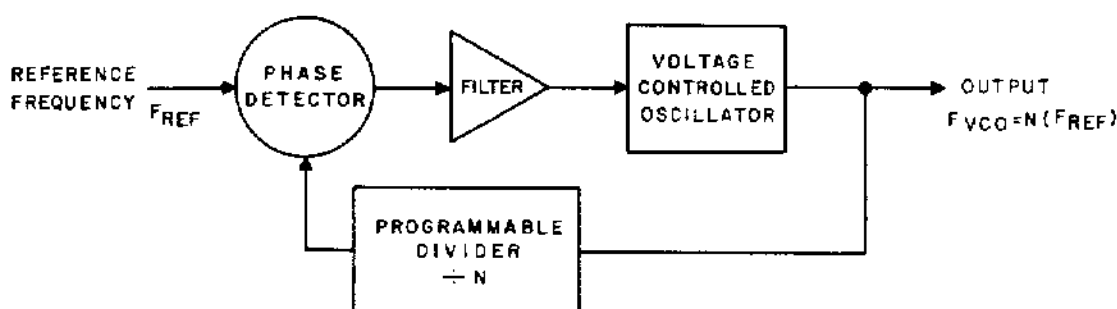 REFERENCE
FREQUENCY
FREF
PHASE
DETECTOR
FILTER
VOLTAGE
CONTROLLED
OSCILLATOR
OUTPUT
FVCO=N(FREF)
PROGRAMMABLE
DIVIDER
÷ N